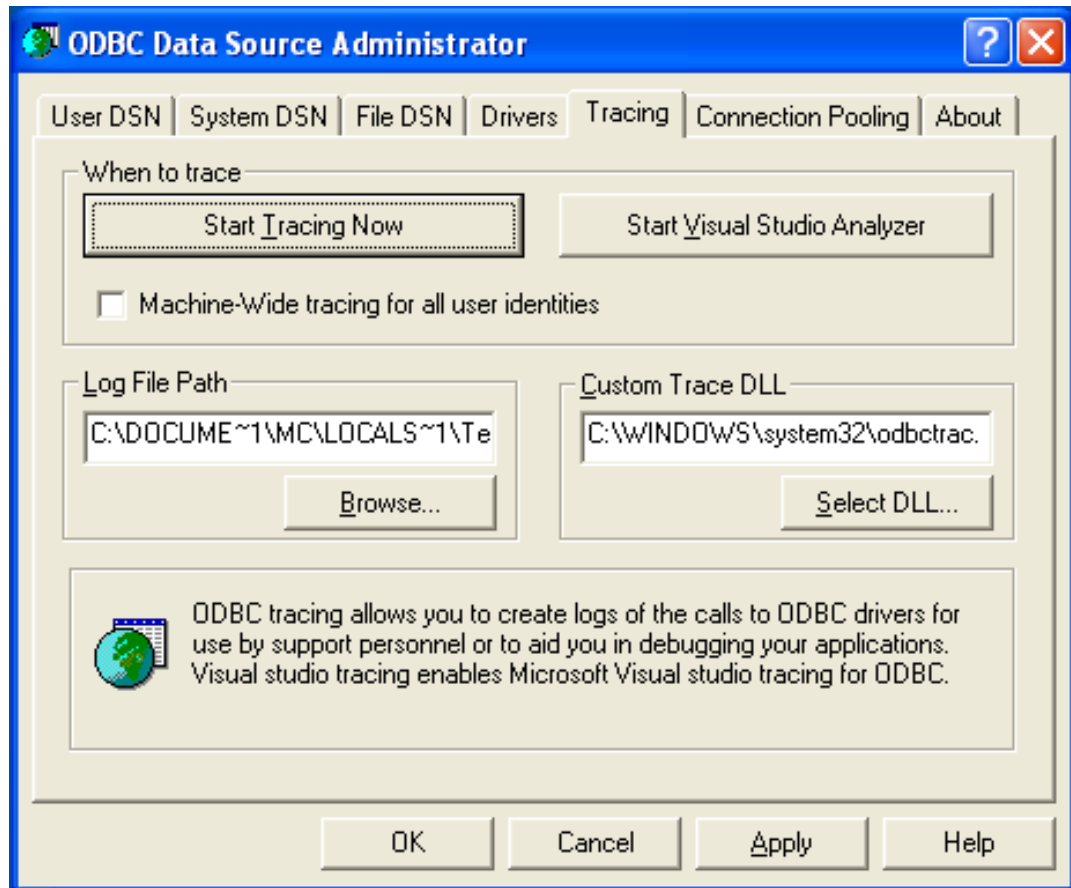 ODBC Data Source Administrator
User DSN System DSN File DSN Drivers Tracing Connection Pooling About
When to trace
Start Tracing Now Start Visual Studio Analyzer
Machine-Wide tracing for all user identities
Log File Path Custom Trace DLL
C:\DOCUME~1\MC\LOCALS~1\Te C:\WINDOWS\system32\odbctrac.
Browse... Select DLL...
ODBC tracing allows you to create logs of the calls to ODBC drivers for
use by support personnel or to aid you in debugging your applications.
Visual studio tracing enables Microsoft Visual studio tracing for ODBC.
OK Cancel Apply Help